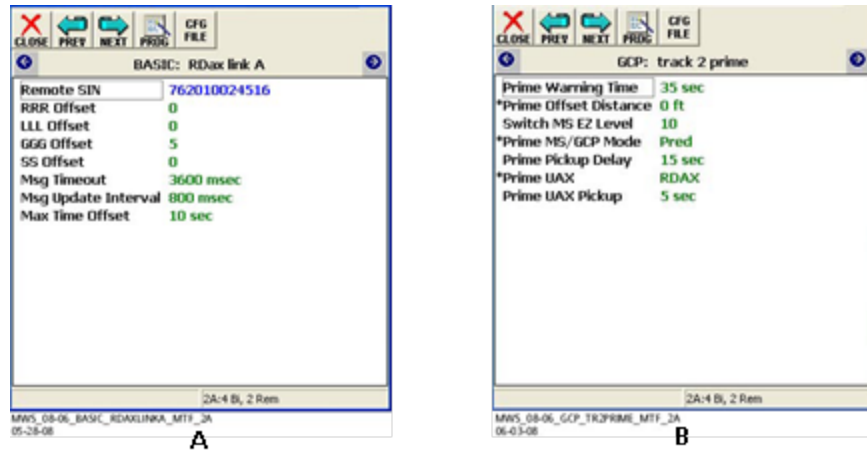 CLOSE PREV NEXT PROG CFG FILE
BASIC: RDax link A
Remote SIN 762010024516
RRR Offset 0
LLL Offset 0
GGG Offset 5
SS Offset 0
Msg Timeout 3600 msec
Msg Update Interval 800 msec
Max Time Offset 10 sec
2A:4 Bi, 2 Rem
MWS_08-06_BASIC_RDAXLINKA_MTF_2A
05-28-08
A
CLOSE PREV NEXT PROG CFG FILE
GCP: track 2 prime
Prime Warning Time 35 sec
*Prime Offset Distance 0 ft
Switch MS EZ Level 10
*Prime MS/GCP Mode Pred
Prime Pickup Delay 15 sec
*Prime UAX RDAX
Prime UAX Pickup 5 sec
2A:4 Bi, 2 Rem
MWS_08-06_GCP_TR2PRIME_MTF_2A
06-03-08
B